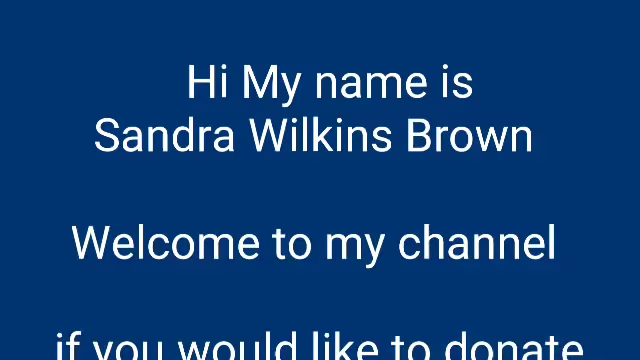 Hi My name is
Sandra Wilkins Brown
Welcome to my channel
if you would like to donate